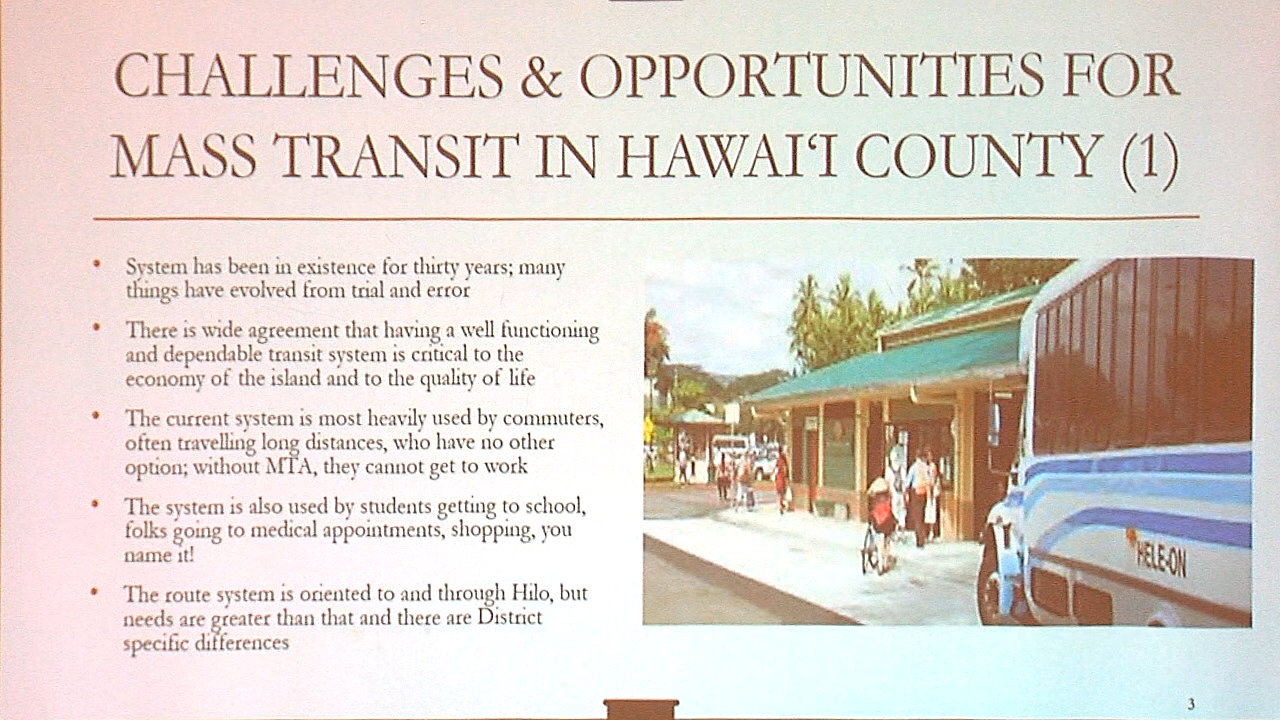 CHALLENGES & OPPORTUNITIES FOR
MASS TRANSIT IN HAWAI‘I COUNTY (1)
• System has been in existence for thirty years; many
things have evolved from trial and error
• There is wide agreement that having a well functioning
and dependable transit system is critical to the
economy of the island and to the quality of life
• The current system is most heavily used by commuters,
often travelling long distances, who have no other
option; without MTA, they cannot get to work
• The system is also used by students getting to school,
folks going to medical appointments, shopping, you
name it!
• The route system is oriented to and through Hilo, but
needs are greater than that and there are District
specific differences
HELE-ON
3